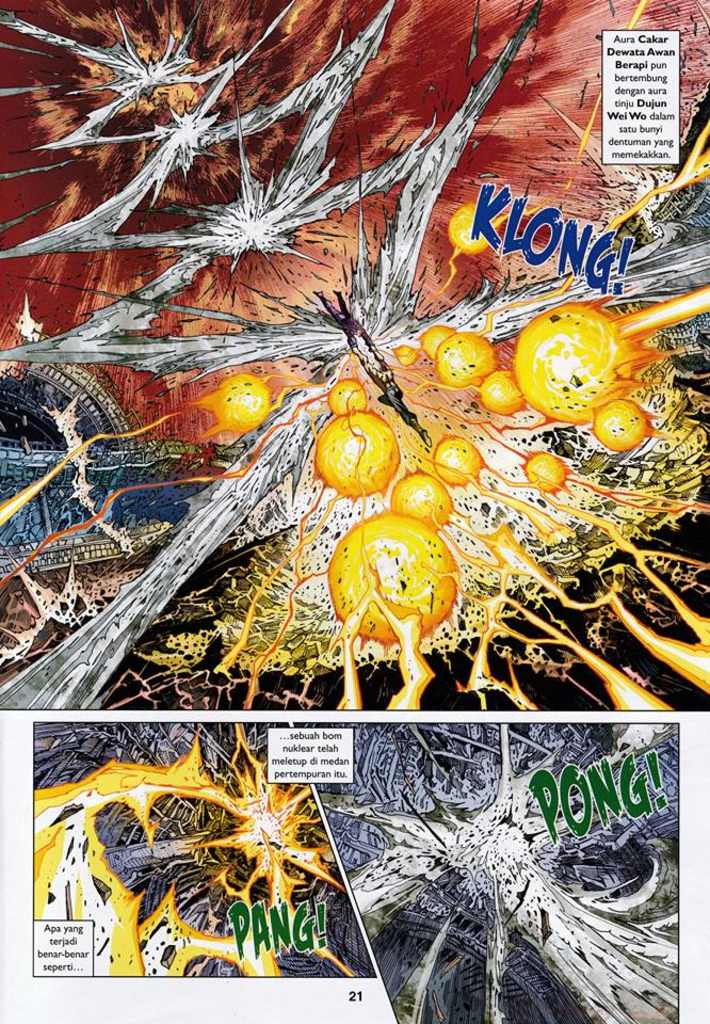 Aura Cakar
Dewata Awan
Berapi pun
bertembung
dengan aura
tinju Dujun
Wei Wo dalam
satu bunyi
dentuman yang
memekakkan.
KLONG!
...sebuah bom
nuklear telah
meletup di medan
pertempuran itu.
PONG!
Apa yang
terjadi
benar-benar
seperti...
PANG!
21